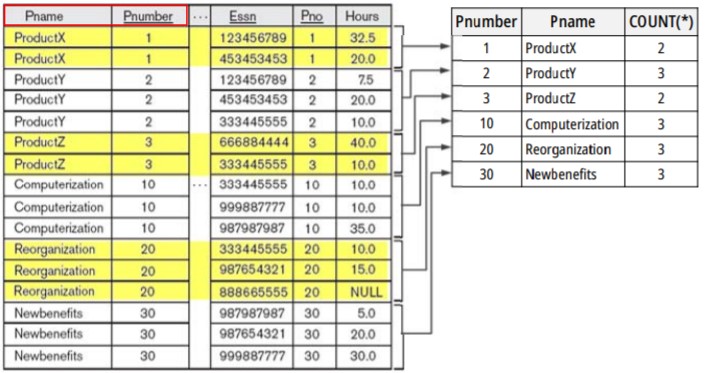 Pname Pnumber ... Essn Pno Hours
ProductX 1 123456789 1 32.5
ProductX 1 453453453 1 20.0
ProductY 2 123456789 2 7.5
ProductY 2 453453453 2 20.0
ProductY 2 333445555 2 10.0
ProductZ 3 666884444 3 40.0
ProductZ 3 333445555 3 10.0
Computerization 10 ... 333445555 10 10.0
Computerization 10 999887777 10 10.0
Computerization 10 987987987 10 35.0
Reorganization 20 333445555 20 10.0
Reorganization 20 987654321 20 15.0
Reorganization 20 888665555 20 NULL
Newbenefits 30 987987987 30 5.0
Newbenefits 30 987654321 30 20.0
Newbenefits 30 999887777 30 30.0
Pnumber Pname COUNT(*)
1 ProductX 2
2 ProductY 3
3 ProductZ 2
10 Computerization 3
20 Reorganization 3
30 Newbenefits 3